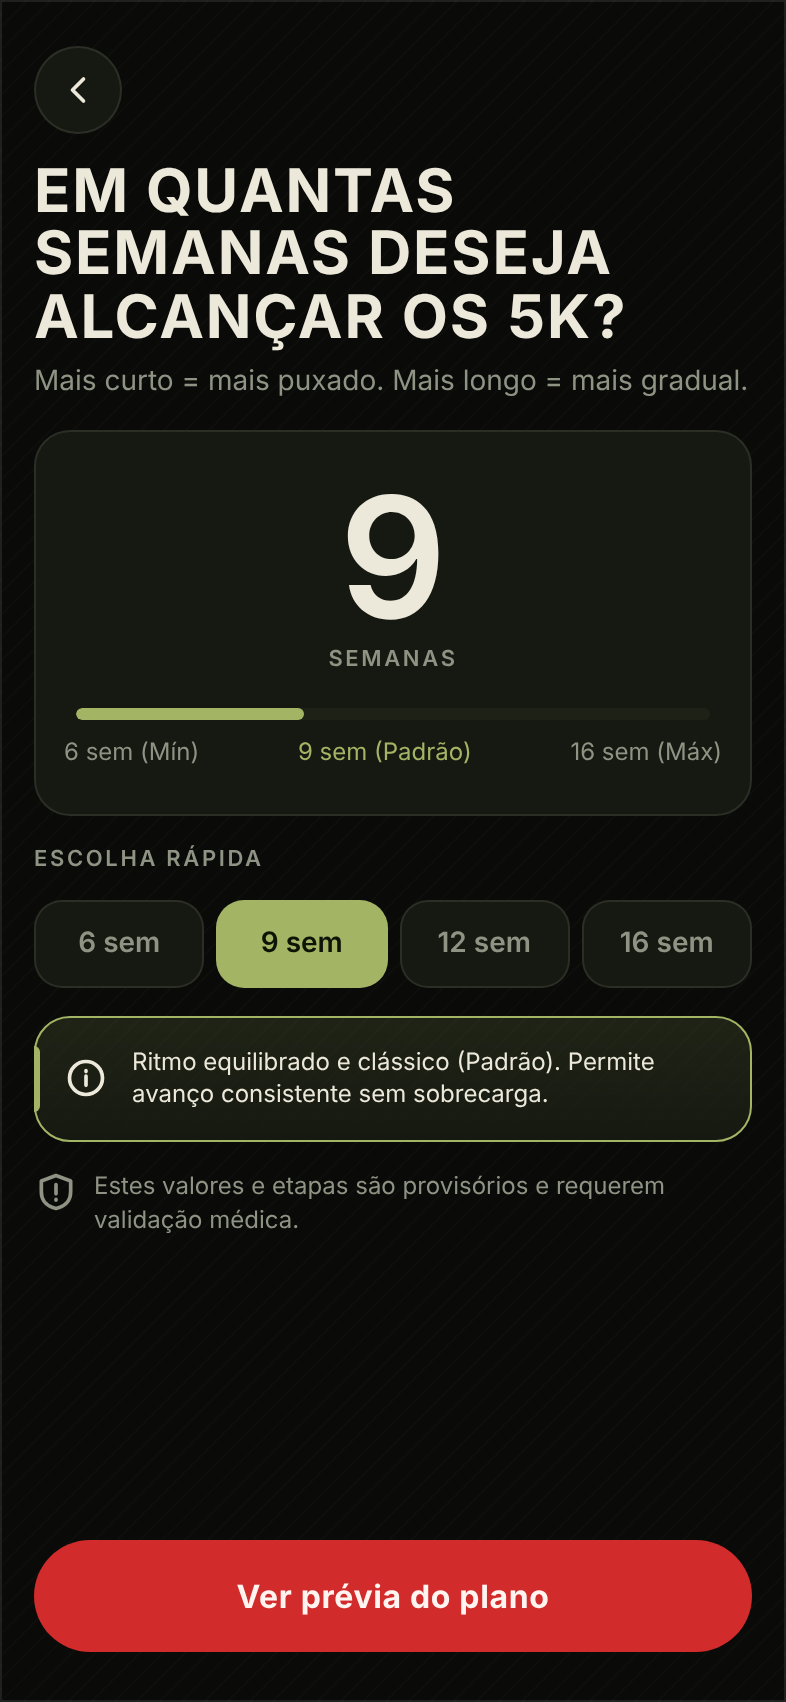 EM QUANTAS
SEMANAS DESEJA
ALCANÇAR OS 5K?
Mais curto = mais puxado. Mais longo = mais gradual.
9
SEMANAS
6 sem (Mín)
9 sem (Padrão)
16 sem (Máx)
ESCOLHA RÁPIDA
6 sem
9 sem
12 sem
16 sem
Ritmo equilibrado e clássico (Padrão). Permite
avanço consistente sem sobrecarga.
Estes valores e etapas são provisórios e requerem
validação médica.
Ver prévia do plano